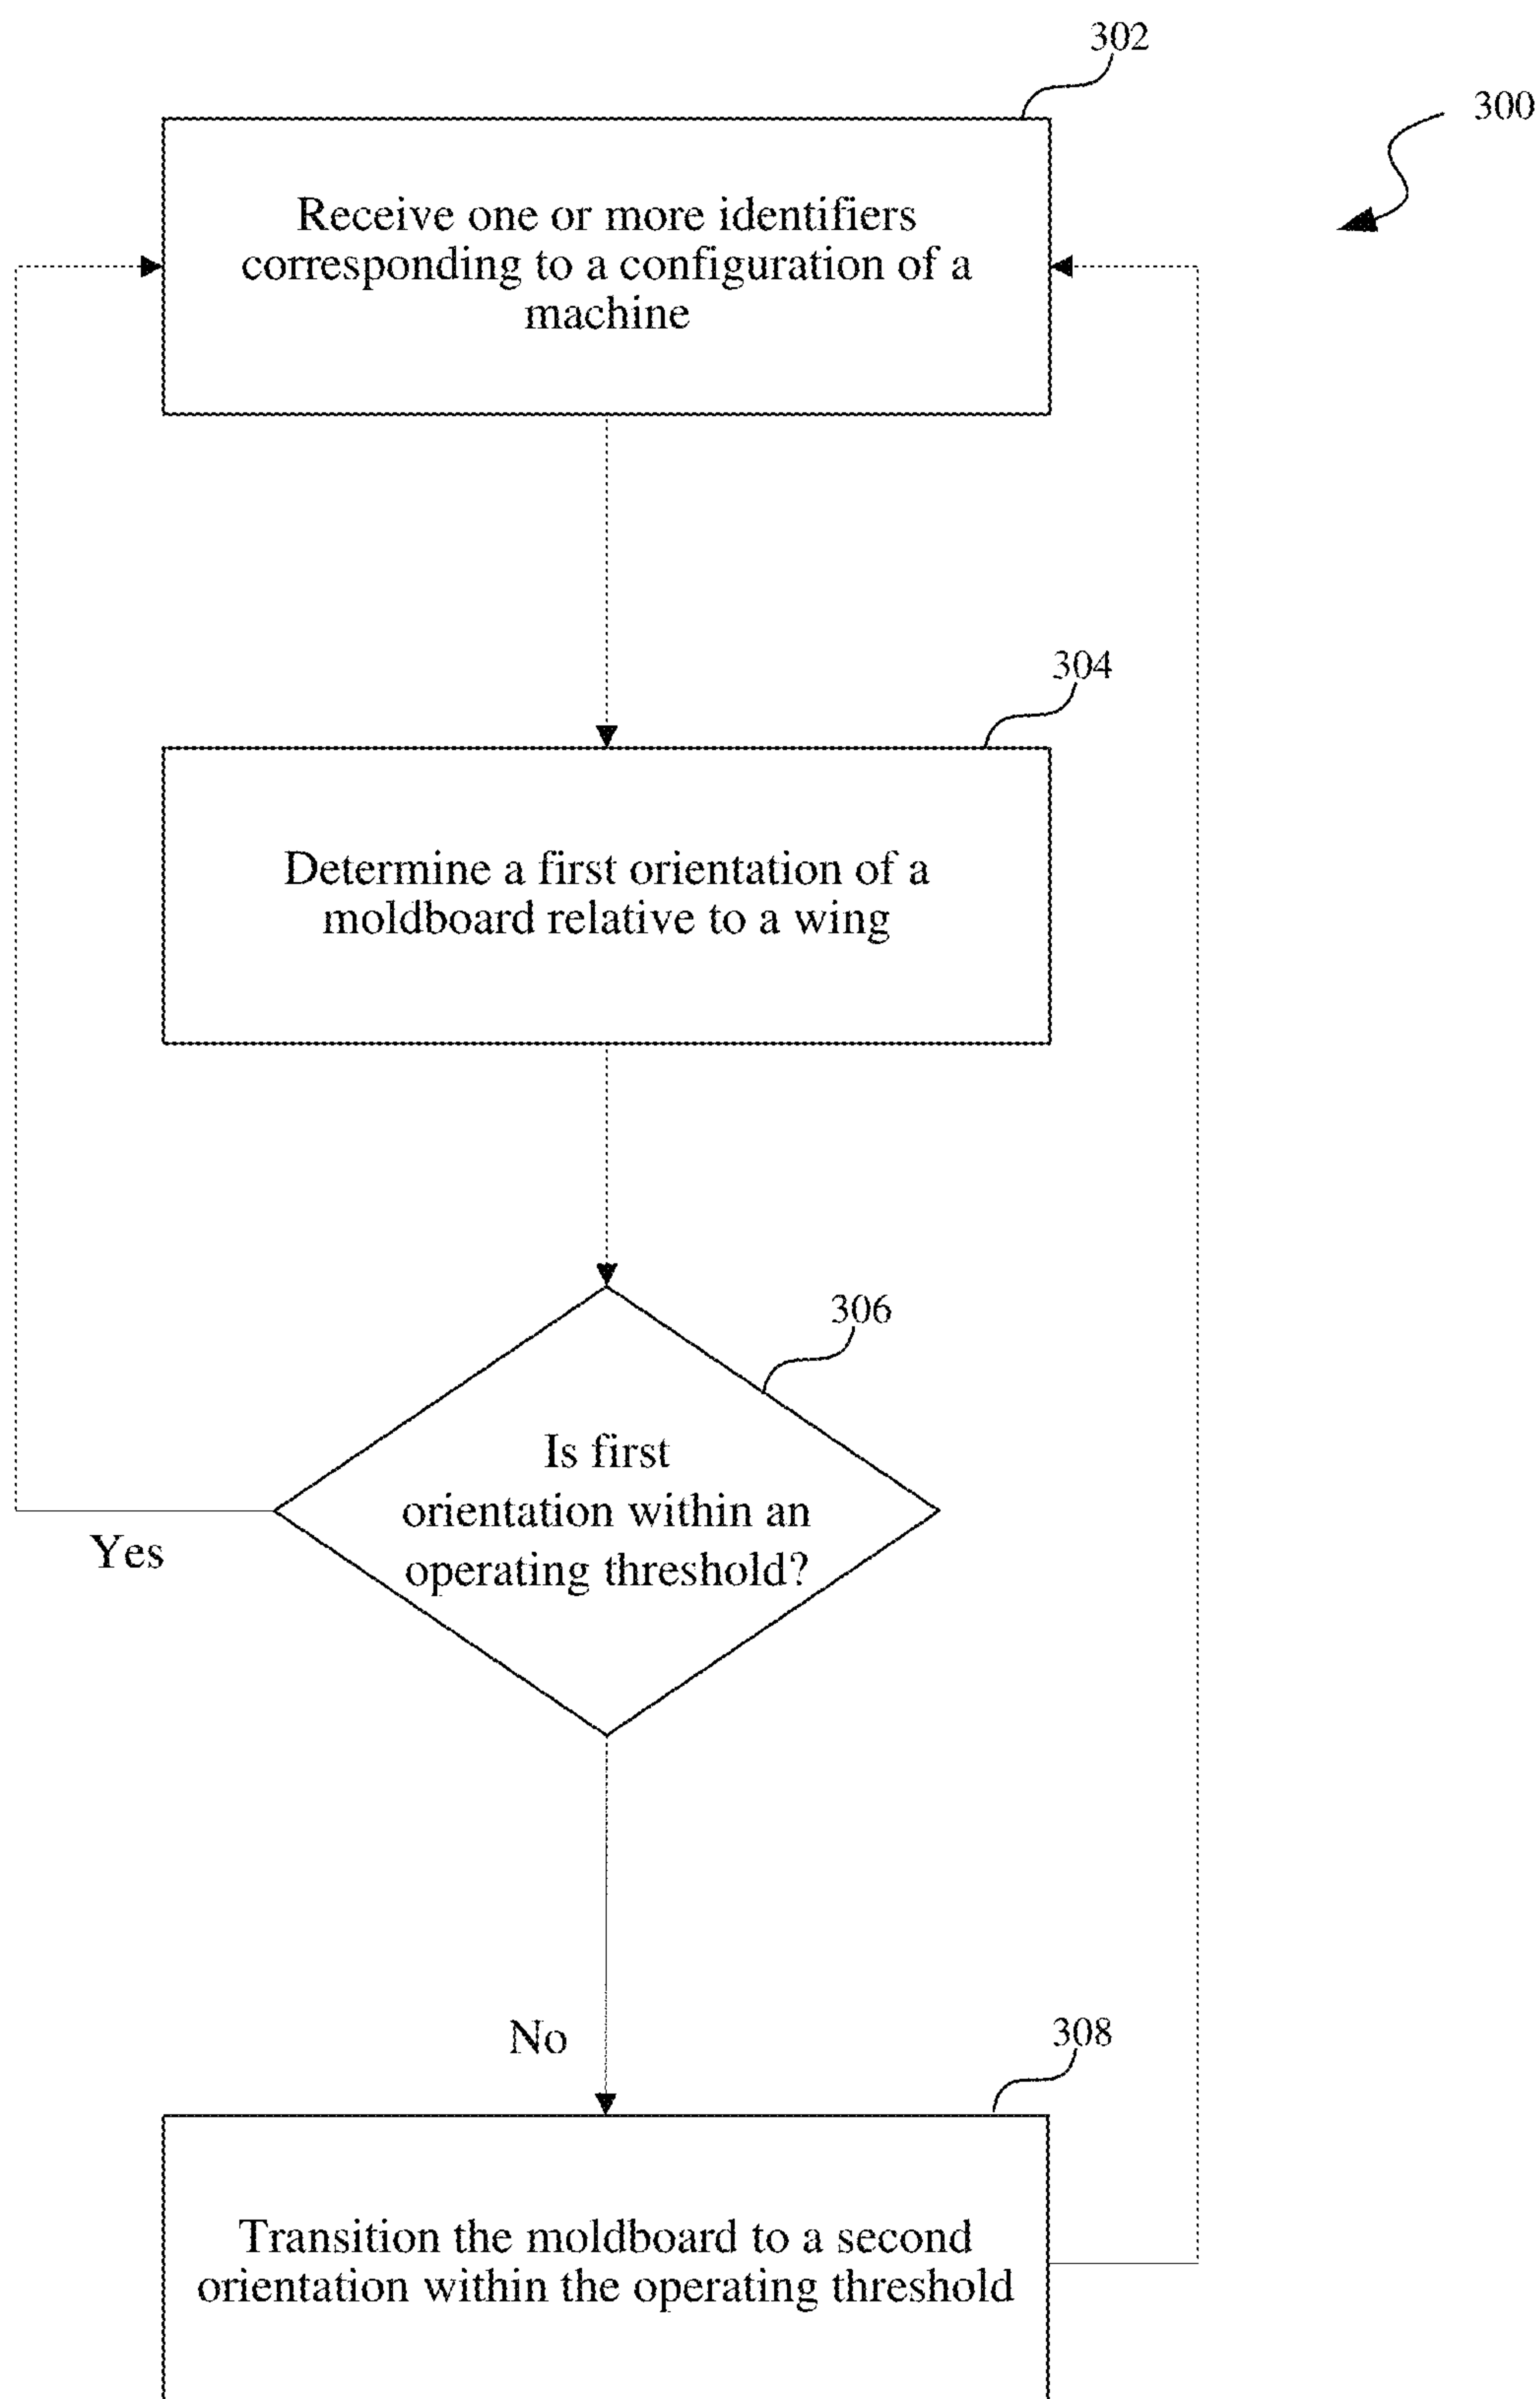 302
300
Receive one or more identifiers
corresponding to a configuration of a
machine
304
Determine a first orientation of a
moldboard relative to a wing
306
Is first
orientation within an
operating threshold?
Yes
No
308
Transition the moldboard to a second
orientation within the operating threshold